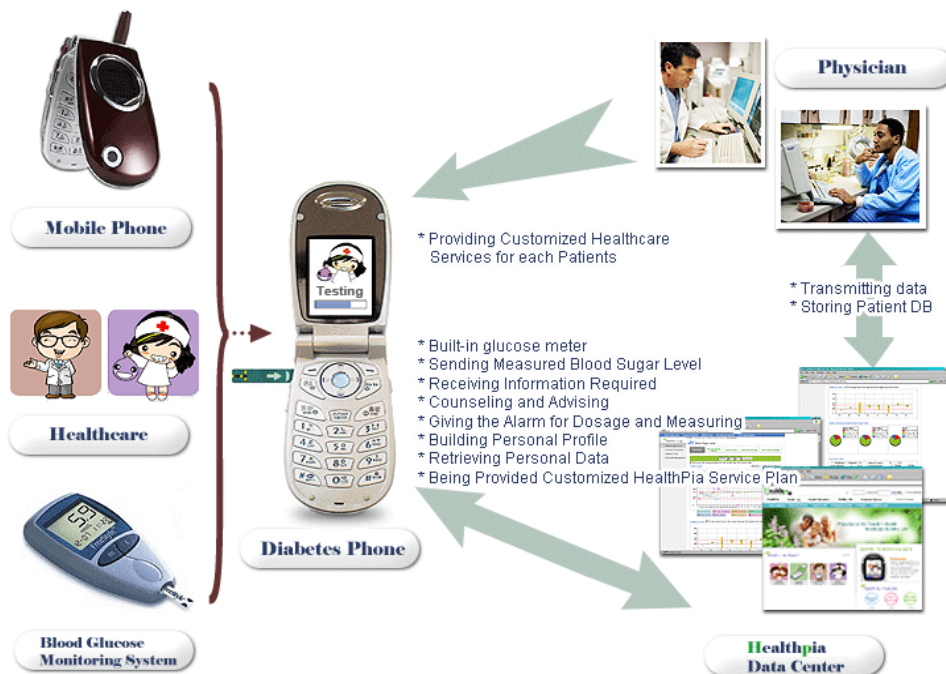 Physician
Mobile Phone
* Providing Customized Healthcare
Services for each Patients
Testing
* Transmitting data
* Storing Patient DB
* Built-in glucose meter
* Sending Measured Blood Sugar Level
* Receiving Information Required
* Counseling and Advising
* Giving the Alarm for Dosage and Measuring
* Building Personal Profile
* Retrieving Personal Data
* Being Provided Customized HealthPia Service Plan
Healthcare
59
Diabetes Phone
Blood Glucose
Monitoring System
Healthpia
Data Center